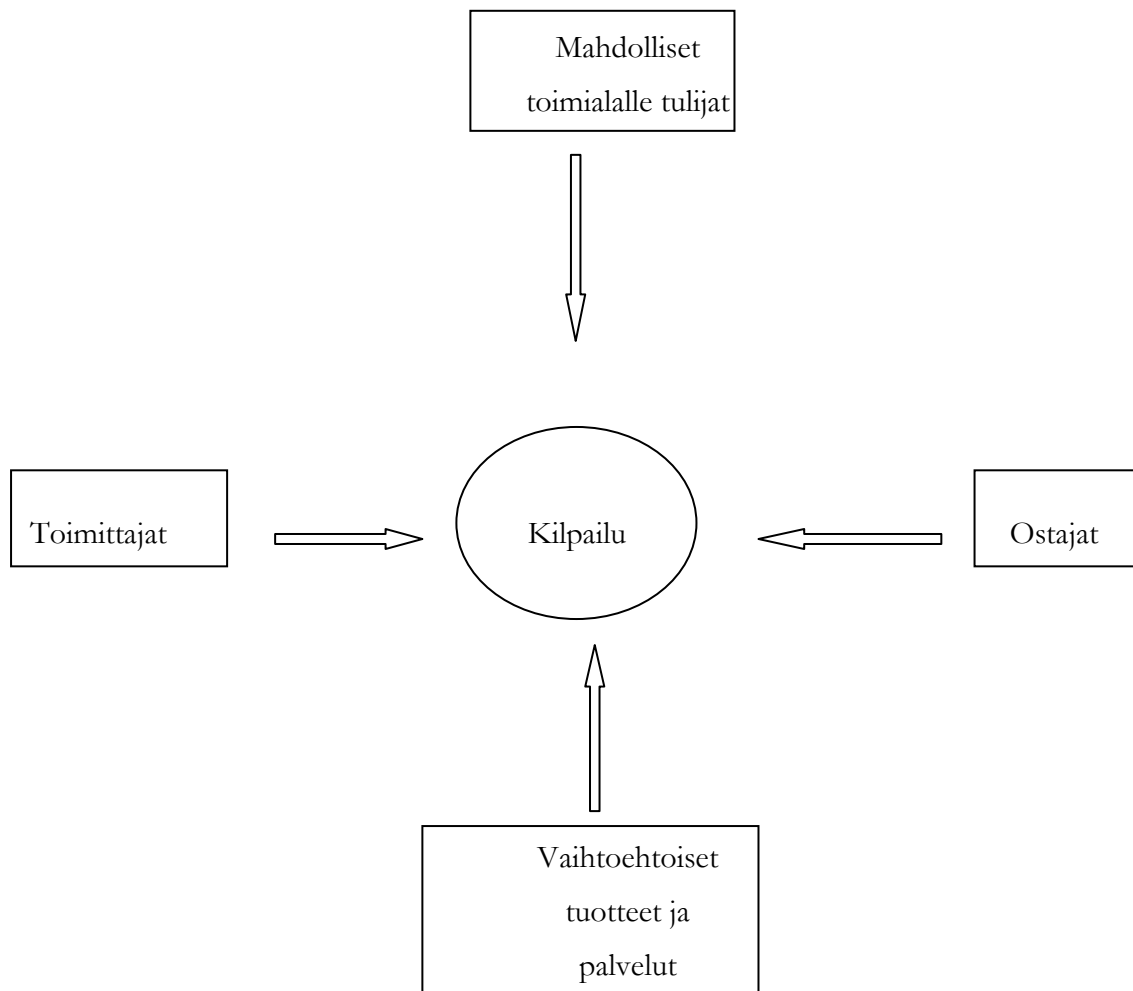 Mahdolliset
toimialalle tulijat
Toimittajat
Kilpailu
Ostajat
Vaihtoehtoiset
tuotteet ja
palvelut